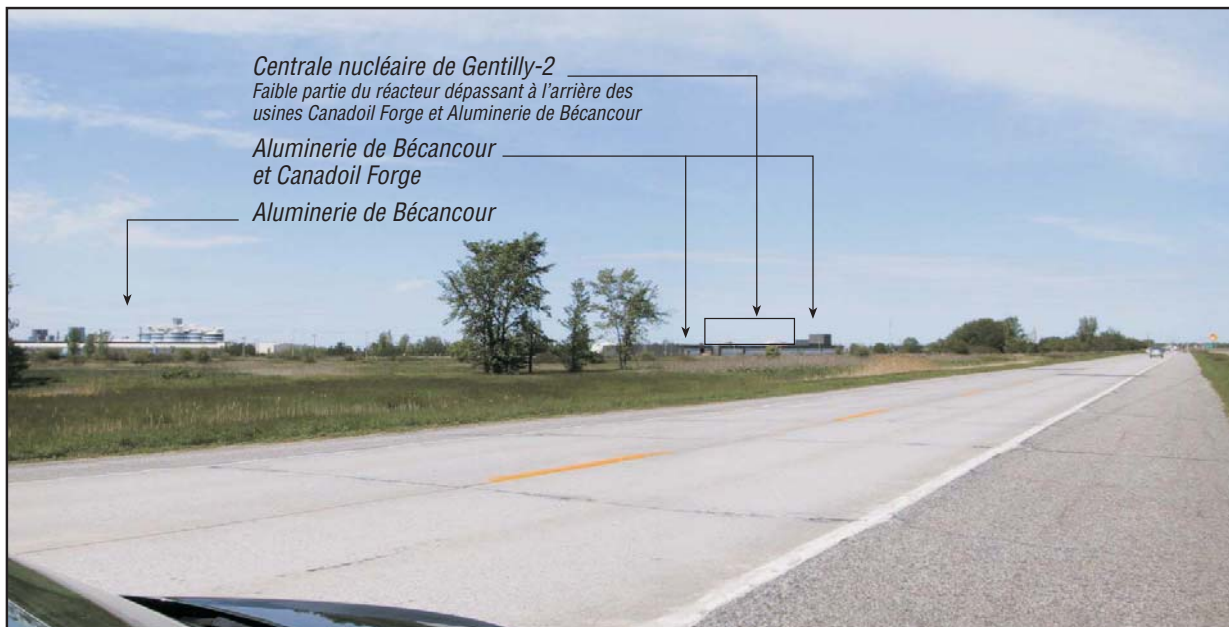 Centrale nucléaire de Gentilly-2
Faible partie du réacteur dépassant à l'arrière des
usines Canadoil Forge et Aluminerie de Bécancour
Aluminerie de Bécancour
et Canadoil Forge
Aluminerie de Bécancour